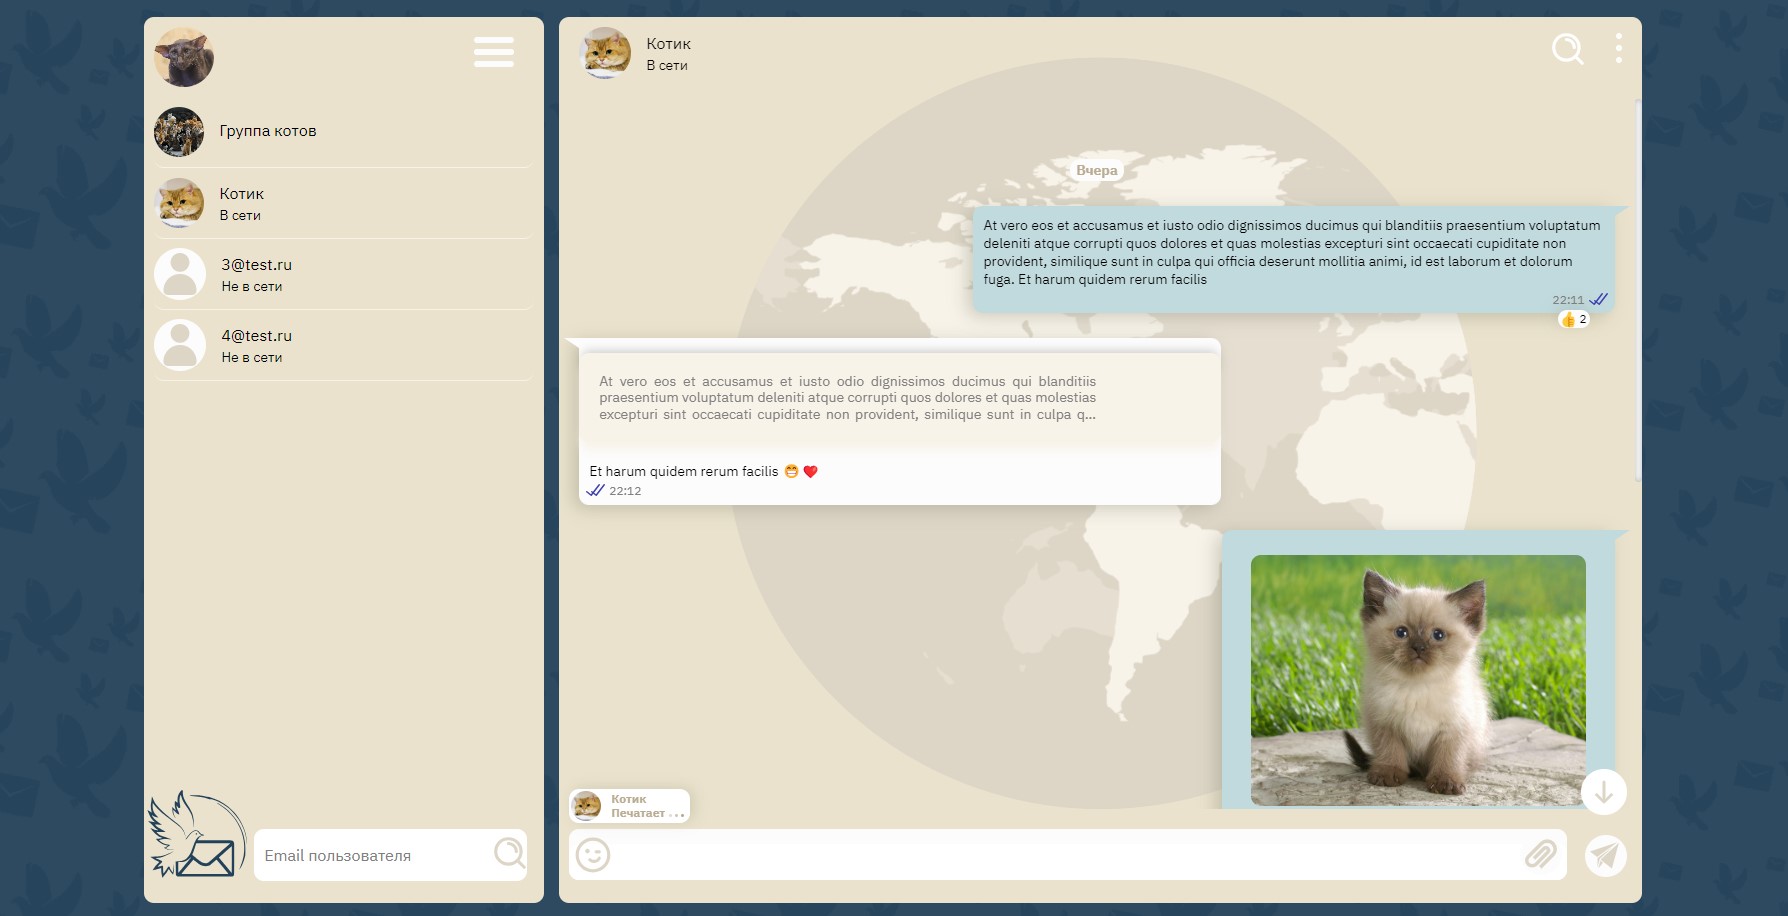 Группа котов
Котик
В сети
3@test.ru
Не в сети
4@test.ru
Не в сети
Email пользователя
Котик
В сети
Вчера
At vero eos et accusamus et iusto odio dignissimos ducimus qui blanditiis praesentium voluptatum
deleniti atque corrupti quos dolores et quas molestias excepturi sint occaecati cupiditate non
provident, similique sunt in culpa qui officia deserunt mollitia animi, id est laborum et dolorum
fuga. Et harum quidem rerum facilis
22:11
👍 2
At vero eos et accusamus et iusto odio dignissimos ducimus qui blanditiis
praesentium voluptatum deleniti atque corrupti quos dolores et quas molestias
excepturi sint occaecati cupiditate non provident, similique sunt in culpa q...
Et harum quidem rerum facilis 😁 ❤️
22:12
Котик
Печатает ...